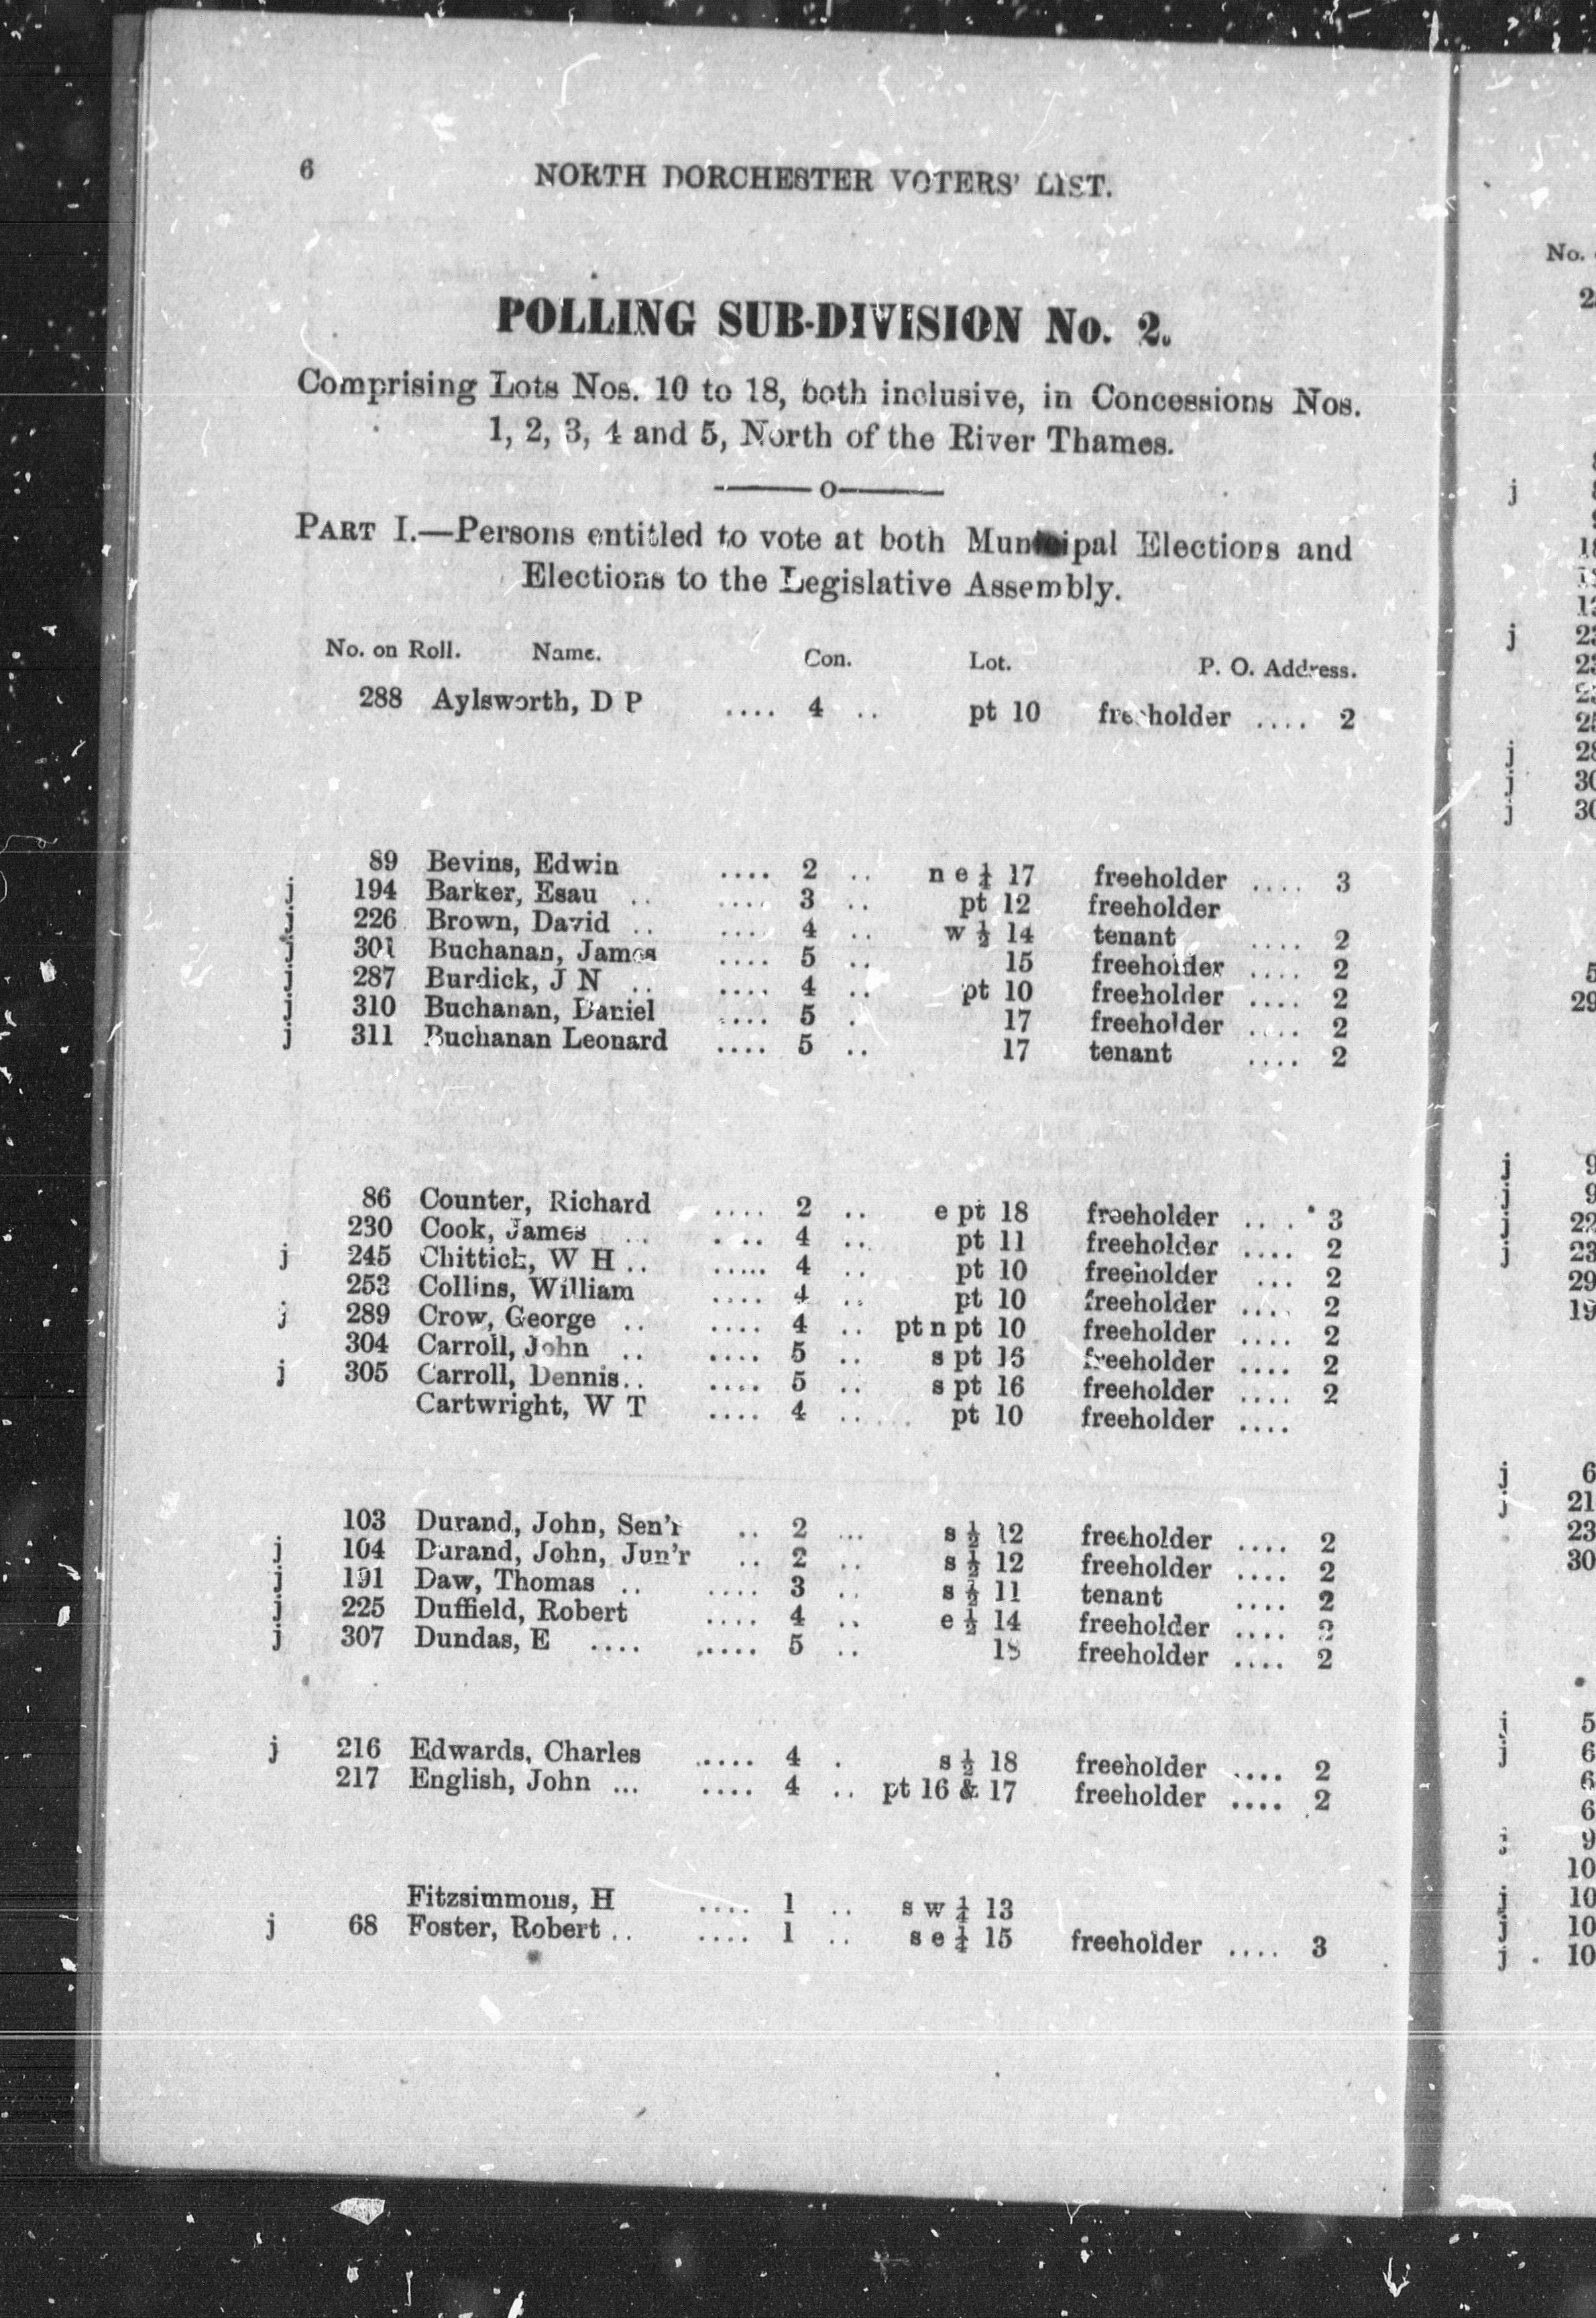 6 NORTH DORCHESTER VOTERS' LIST.
POLLING SUB-DIVISION No. 2.
Comprising Lots Nos. 10 to 18, both inclusive, in Concessions Nos.
1, 2, 3, 4 and 5, North of the River Thames.
—o—
PART I.—Persons entitled to vote at both Municipal Elections and
Elections to the Legislative Assembly.
No. on Roll. Name. Con. Lot. P. O. Address.
288 Aylsworth, D P .... 4 .. pt 10 freeholder .... 2
89 Bevins, Edwin .... 2 .. n e ¼ 17 freeholder .... 3
j 194 Barker, Esau .. .... 3 .. pt 12 freeholder
j 226 Brown, David .. .... 4 .. w ½ 14 tenant .... 2
j 301 Buchanan, James .... 5 .. 15 freeholder .... 2
j 287 Burdick, J N .. .... 4 .. pt 10 freeholder .... 2
j 310 Buchanan, Daniel .... 5 . 17 freeholder .... 2
j 311 Buchanan Leonard .... 5 .. 17 tenant .... 2
86 Counter, Richard .... 2 .. e pt 18 freeholder .... 3
230 Cook, James .. .... 4 .. pt 11 freeholder .... 2
j 245 Chittick, W H .. ..... 4 .. pt 10 freeholder ... 2
253 Collins, William .... 4 .. pt 10 freeholder .... 2
j 289 Crow, George .. .... 4 .. pt n pt 10 freeholder .... 2
304 Carroll, John .. .... 5 .. s pt 16 freeholder .... 2
j 305 Carroll, Dennis.. .... 5 .. s pt 16 freeholder .... 2
Cartwright, W T .... 4 .. pt 10 freeholder ....
103 Durand, John, Sen'r .. 2 ... s ½ 12 freeholder .... 2
j 104 Durand, John, Jun'r .. 2 .. s ½ 12 freeholder .... 2
j 191 Daw, Thomas .. .... 3 .. s ½ 11 tenant .... 2
j 225 Duffield, Robert .... 4 .. e ½ 14 freeholder .... 2
j 307 Dundas, E .... ..... 5 .. 18 freeholder .... 2
j 216 Edwards, Charles ..... 4 . s ½ 18 freeholder .... 2
217 English, John ... .... 4 .. pt 16 & 17 freeholder .... 2
Fitzsimmons, H .... 1 .. s w ¼ 13
j 68 Foster, Robert .. .... 1 .. s e ¼ 15 freeholder .... 3
No.